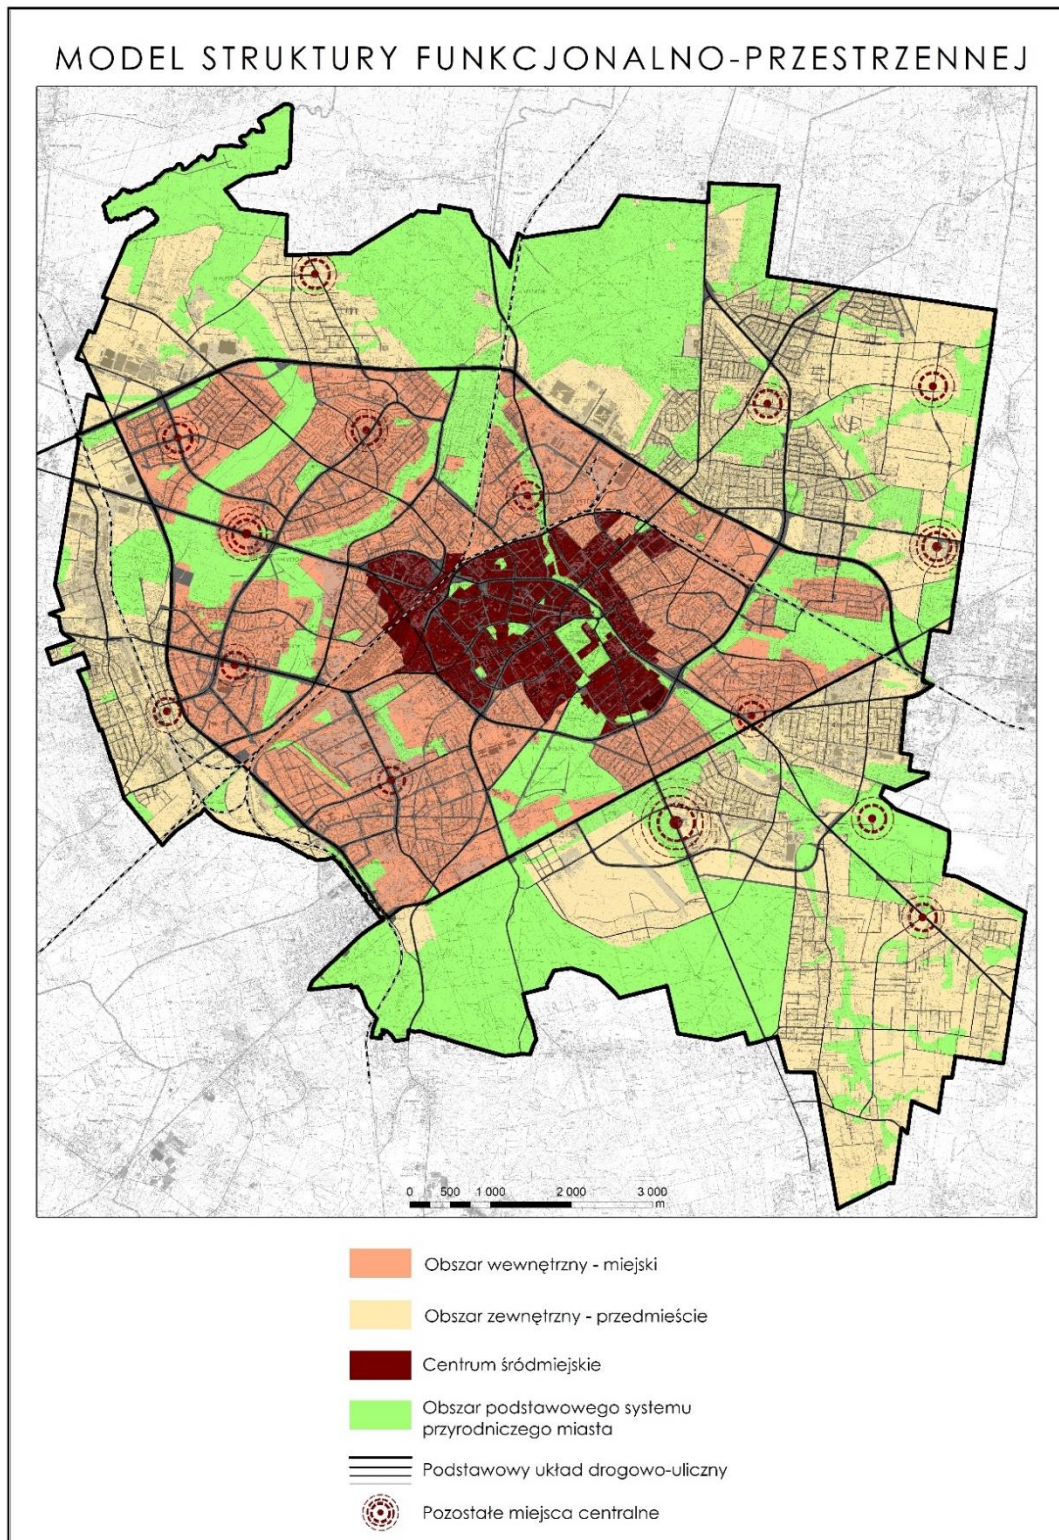 MODEL STRUKTURY FUNKCJONALNO-PRZESTRZENNEJ
0 500 1 000 2 000 3 000
m
Obszar wewnętrzny - miejski
Obszar zewnętrzny - przedmieście
Centrum śródmiejskie
Obszar podstawowego systemu
przyrodniczego miasta
Podstawowy układ drogowo-uliczny
Pozostałe miejsca centralne